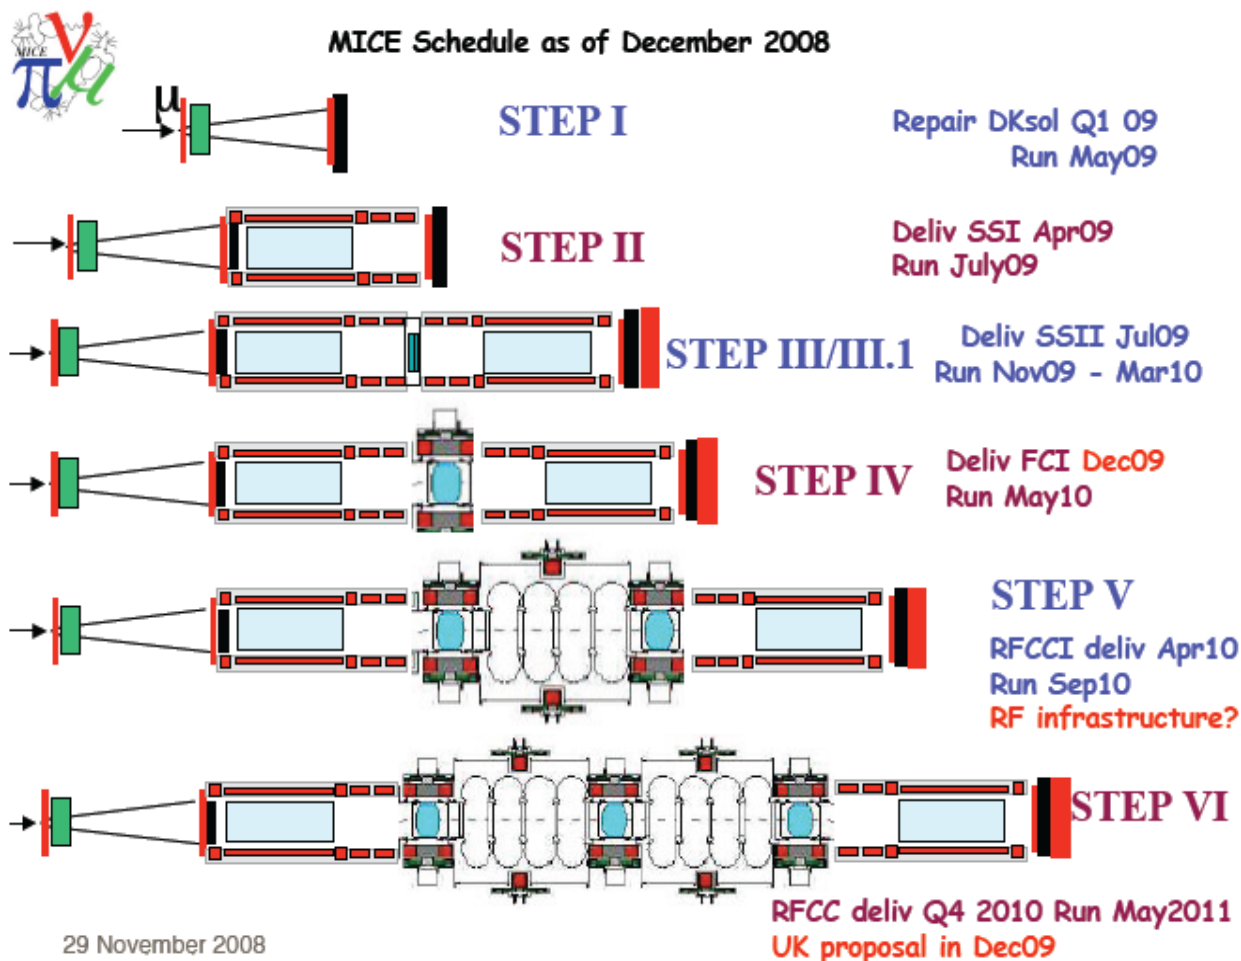 MICE
ν
π μ
MICE Schedule as of December 2008
μ
STEP I
Repair DKsol Q1 09
Run May09
STEP II
Deliv SSI Apr09
Run July09
STEP III/III.1
Deliv SSII Jul09
Run Nov09 - Mar10
STEP IV
Deliv FCI Dec09
Run May10
STEP V
RFCCI deliv Apr10
Run Sep10
RF infrastructure?
STEP VI
RFCC deliv Q4 2010 Run May2011
UK proposal in Dec09
29 November 2008